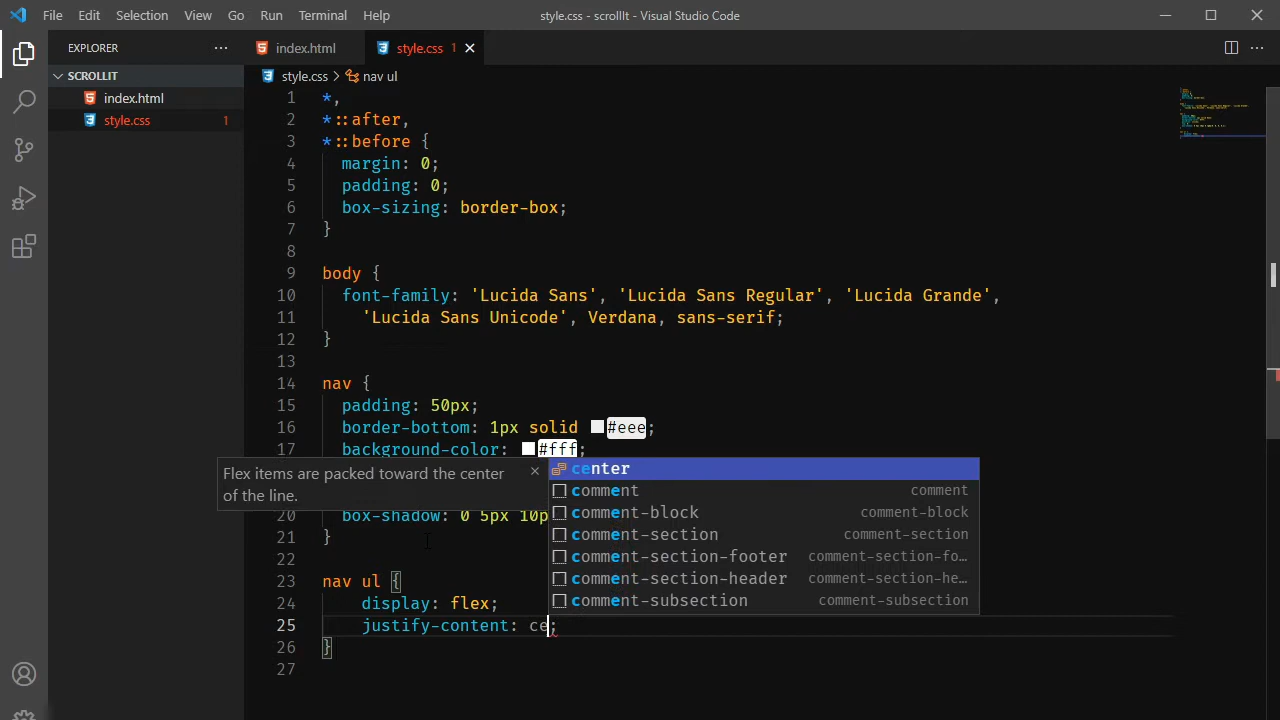 File Edit Selection View Go Run Terminal Help
style.css - scrollIt - Visual Studio Code
EXPLORER
index.html
style.css 1
SCROLLIT
style.css
nav ul
index.html
style.css 1
1 *,
2 *::after,
3 *::before {
4 margin: 0;
5 padding: 0;
6 box-sizing: border-box;
7 }
8
9 body {
10 font-family: 'Lucida Sans', 'Lucida Sans Regular', 'Lucida Grande',
11 'Lucida Sans Unicode', Verdana, sans-serif;
12 }
13
14 nav {
15 padding: 50px;
16 border-bottom: 1px solid #eee;
17 background-color: #fff;
Flex items are packed toward the center
of the line.
center
comment comment
comment-block comment-block
comment-section comment-section
comment-section-footer comment-section-fo…
comment-section-header comment-section-he…
comment-subsection comment-subsection
20 box-shadow: 0 5px 10p
21 }
22
23 nav ul {
24 display: flex;
25 justify-content: ce;
26 }
27